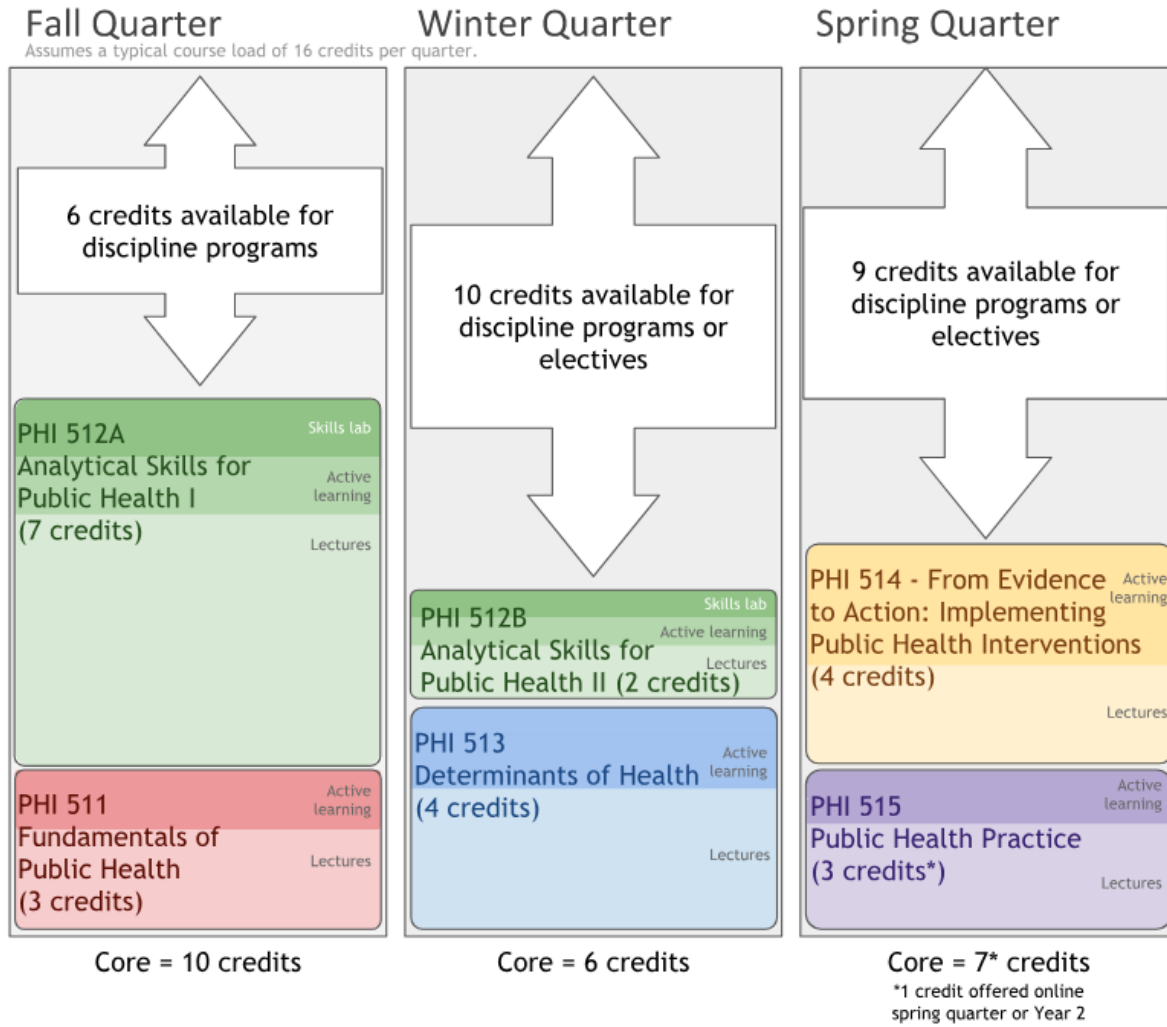 Fall Quarter
Assumes a typical course load of 16 credits per quarter.
6 credits available for
discipline programs
PHI 512A
Analytical Skills for
Public Health I
(7 credits)
Skills lab
Active
learning
Lectures
PHI 511
Fundamentals of
Public Health
(3 credits)
Active
learning
Lectures
Core = 10 credits
Winter Quarter
10 credits available for
discipline programs or
electives
PHI 512B
Analytical Skills for
Public Health II (2 credits)
Skills lab
Active learning
Lectures
PHI 513
Determinants of Health
(4 credits)
Active
learning
Lectures
Core = 6 credits
Spring Quarter
9 credits available for
discipline programs or
electives
PHI 514 - From Evidence
to Action: Implementing
Public Health Interventions
(4 credits)
Active
learning
Lectures
PHI 515
Public Health Practice
(3 credits*)
Active
learning
Lectures
Core = 7* credits
*1 credit offered online
spring quarter or Year 2